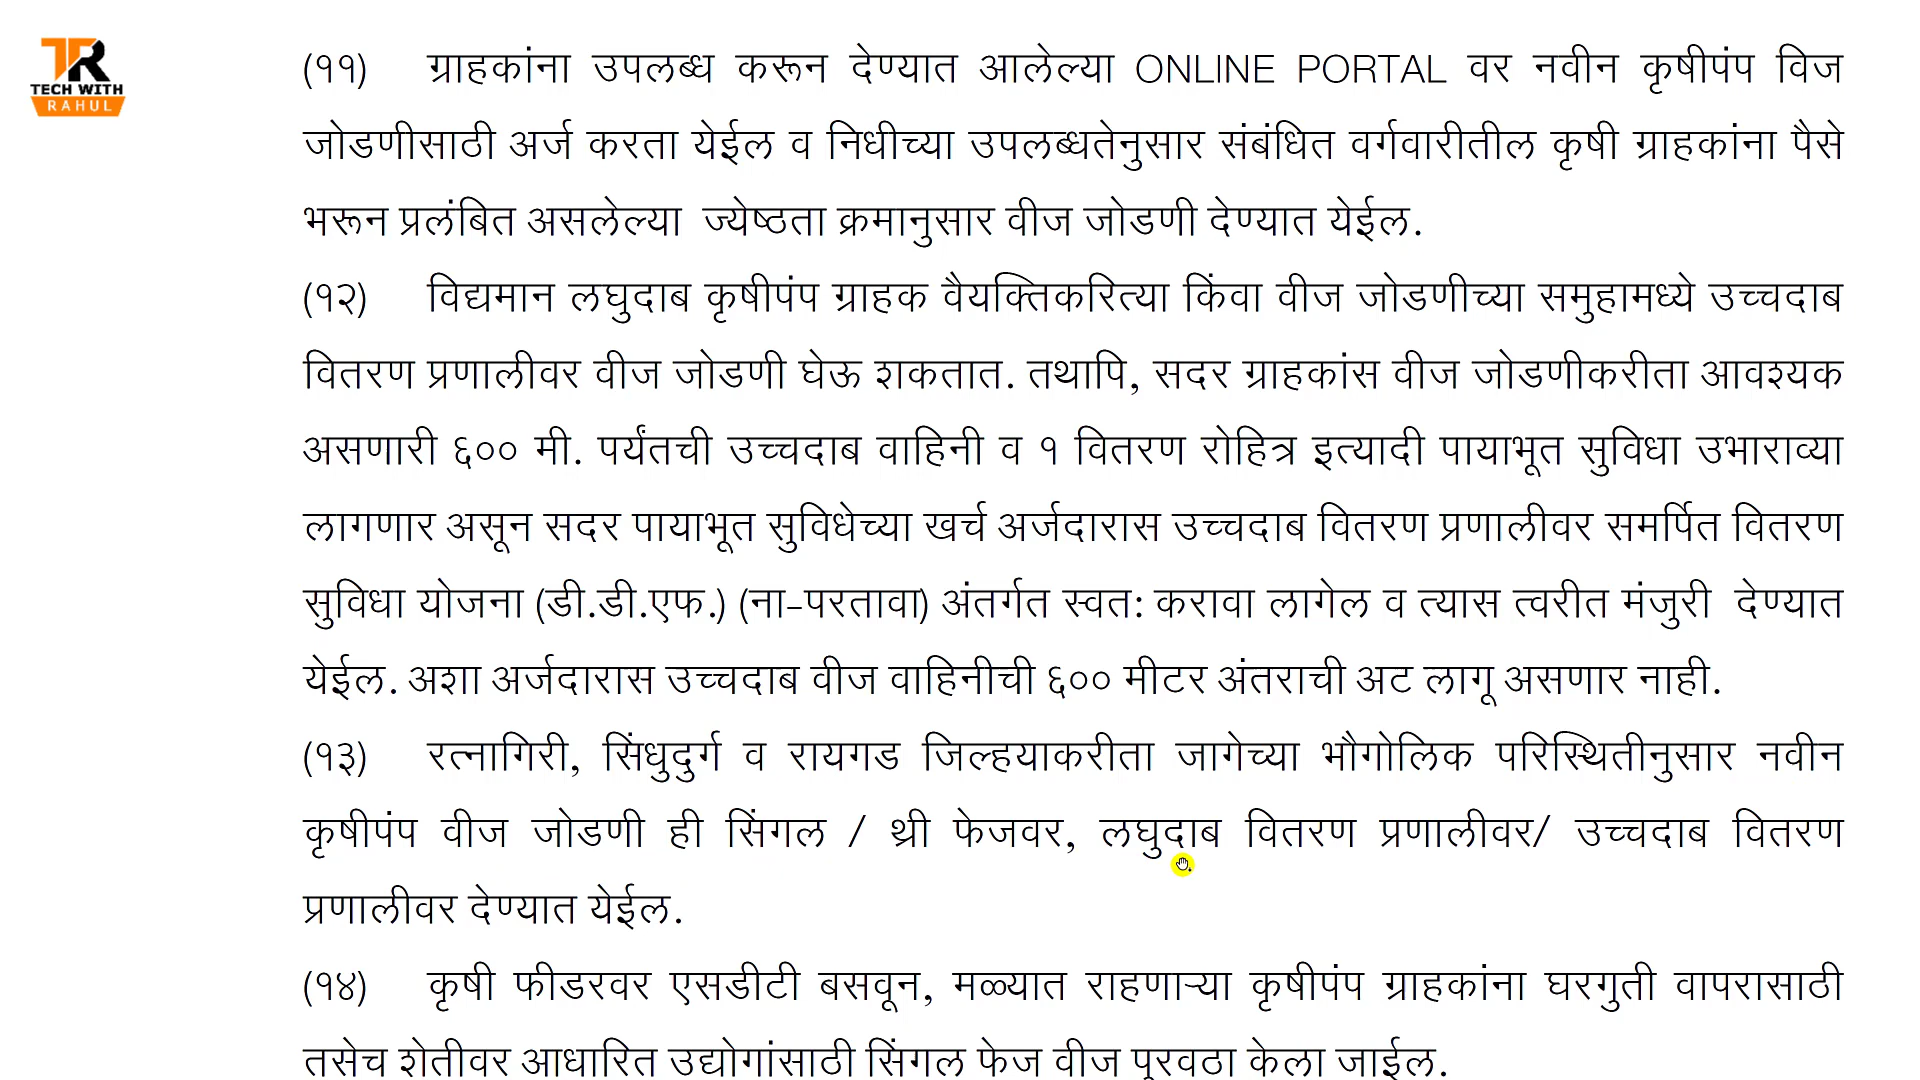 TR
TECH WITH
RAHUL
(११) ग्राहकांना उपलब्ध करून देण्यात आलेल्या ONLINE PORTAL वर नवीन कृषीपंप विज
जोडणीसाठी अर्ज करता येईल व निधीच्या उपलब्धतेनुसार संबंधित वर्गवारीतील कृषी ग्राहकांना पैसे
भरून प्रलंबित असलेल्या ज्येष्ठता क्रमानुसार वीज जोडणी देण्यात येईल.
(१२) विद्यमान लघुदाब कृषीपंप ग्राहक वैयक्तिकरित्या किंवा वीज जोडणीच्या समुहामध्ये उच्चदाब
वितरण प्रणालीवर वीज जोडणी घेऊ शकतात. तथापि, सदर ग्राहकांस वीज जोडणीकरीता आवश्यक
असणारी ६०० मी. पर्यंतची उच्चदाब वाहिनी व १ वितरण रोहित्र इत्यादी पायाभूत सुविधा उभाराव्या
लागणार असून सदर पायाभूत सुविधेच्या खर्च अर्जदारास उच्चदाब वितरण प्रणालीवर समर्पित वितरण
सुविधा योजना (डी.डी.एफ.) (ना-परतावा) अंतर्गत स्वत: करावा लागेल व त्यास त्वरीत मंजुरी देण्यात
येईल. अशा अर्जदारास उच्चदाब वीज वाहिनीची ६०० मीटर अंतराची अट लागू असणार नाही.
(१३) रत्नागिरी, सिंधुदुर्ग व रायगड जिल्हयाकरीता जागेच्या भौगोलिक परिस्थितीनुसार नवीन
कृषीपंप वीज जोडणी ही सिंगल / थ्री फेजवर, लघुदाब वितरण प्रणालीवर/ उच्चदाब वितरण
प्रणालीवर देण्यात येईल.
(१४) कृषी फीडरवर एसडीटी बसवून, मळ्यात राहणाऱ्या कृषीपंप ग्राहकांना घरगुती वापरासाठी
तसेच शेतीवर आधारित उद्योगांसाठी सिंगल फेज वीज पुरवठा केला जाईल.